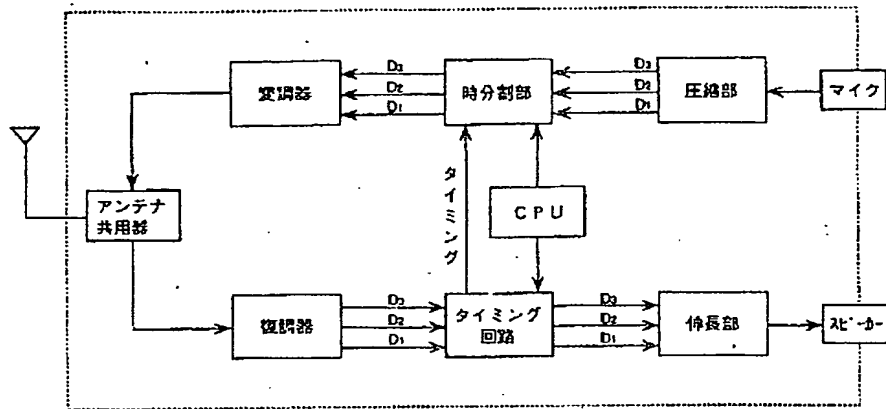 D3
D2
D1
変調器
時分割部
D3
D2
D1
圧縮部
マイク
アンテナ
共用器
タイミング
CPU
復調器
D3
D2
D1
タイミング
回路
D3
D2
D1
伸長部
スピーカー